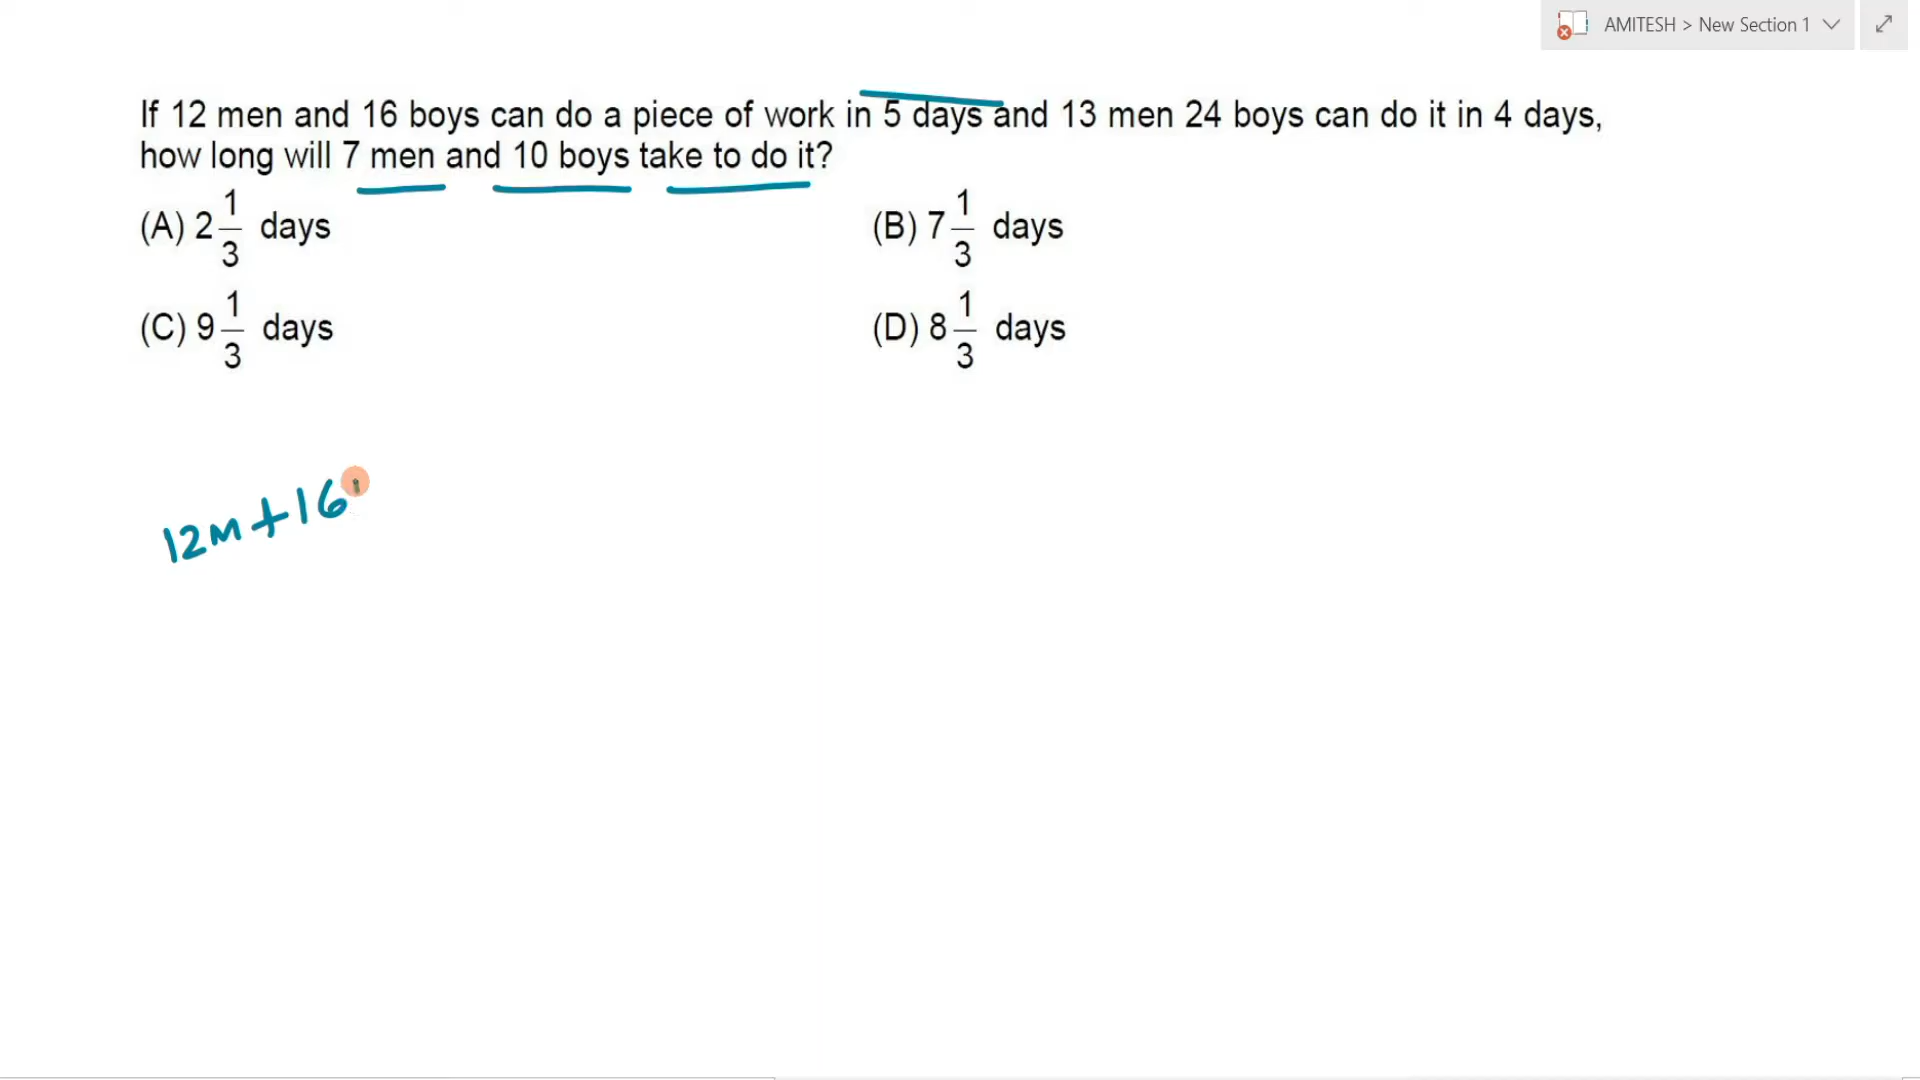 AMITESH > New Section 1
If 12 men and 16 boys can do a piece of work in 5 days and 13 men 24 boys can do it in 4 days,
how long will 7 men and 10 boys take to do it?
(A) 2 1/3 days (B) 7 1/3 days
(C) 9 1/3 days (D) 8 1/3 days
12M+16